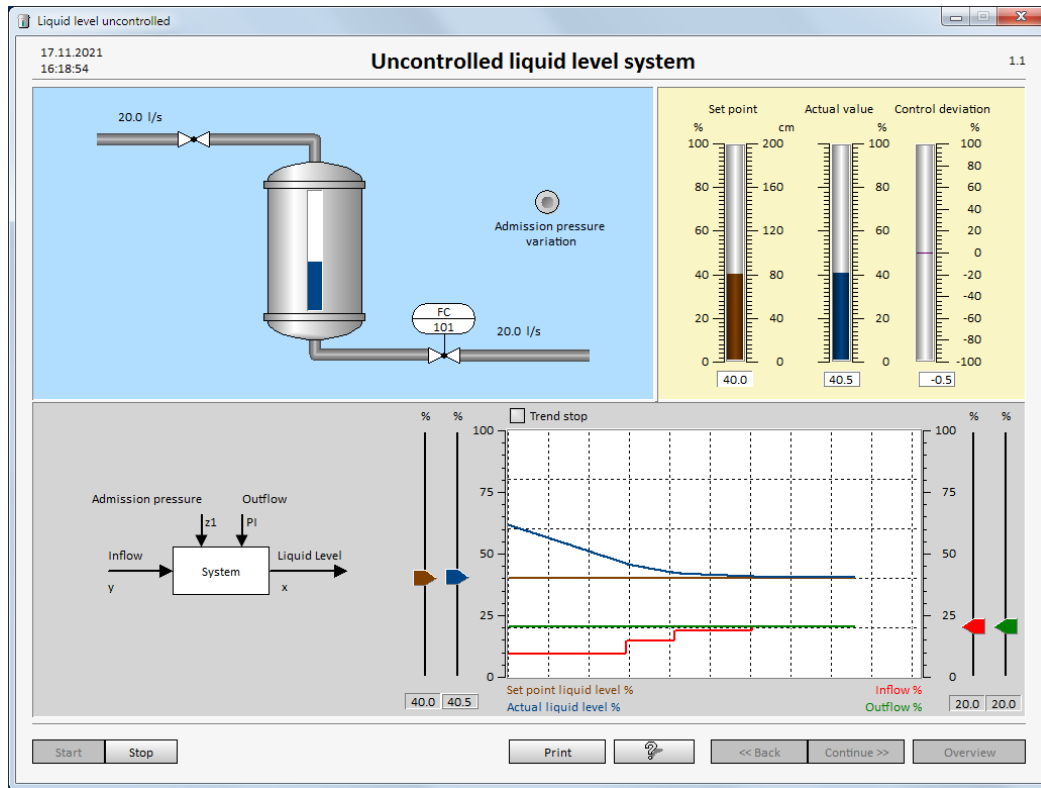 Liquid level uncontrolled
17.11.2021
16:18:54
Uncontrolled liquid level system
1.1
20.0 l/s
Admission pressure
variation
FC
101
20.0 l/s
Set point Actual value Control deviation
% cm % %
100 200 100 100
80
80 160 80 60
40
60 120 60 20
0
40 80 40 -20
-40
20 40 20 -60
-80
0 0 0 -100
40.0 40.5 -0.5
% % Trend stop % %
100 100
75 75
50 50
25 25
0 0
Admission pressure Outflow
z1 PI
Inflow Liquid Level
System
y x
Set point liquid level % Inflow %
40.0 40.5 Actual liquid level % Outflow % 20.0 20.0
Start Stop Print ? << Back Continue >> Overview